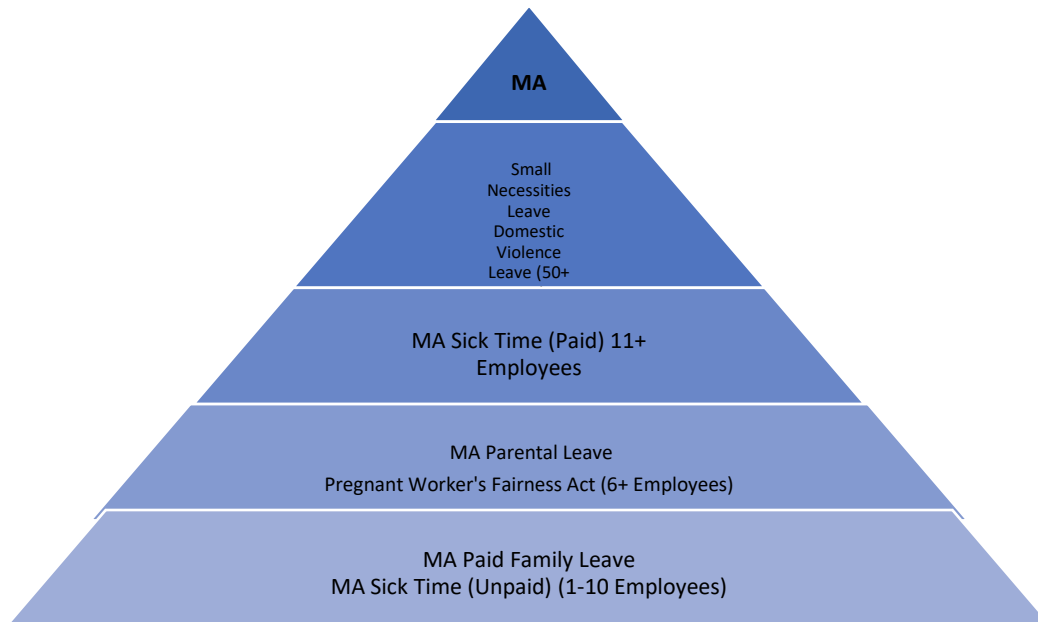 MA
Small
Necessities
Leave
Domestic
Violence
Leave (50+
MA Sick Time (Paid) 11+
Employees
MA Parental Leave
Pregnant Worker's Fairness Act (6+ Employees)
MA Paid Family Leave
MA Sick Time (Unpaid) (1-10 Employees)